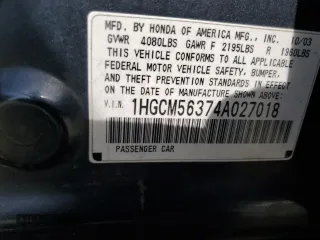 MFD. BY HONDA OF AMERICA MFG., INC. 10/03
GVWR 4080LBS GAWR F 2195LBS R 1960LBS
THIS VEHICLE CONFORMS TO ALL APPLICABLE
FEDERAL MOTOR VEHICLE SAFETY, BUMPER,
AND THEFT PREVENTION STANDARDS IN EFFECT
ON THE DATE OF MANUFACTURE SHOWN ABOVE.
V.I.N. 1HGCM56374A027018
PASSENGER CAR